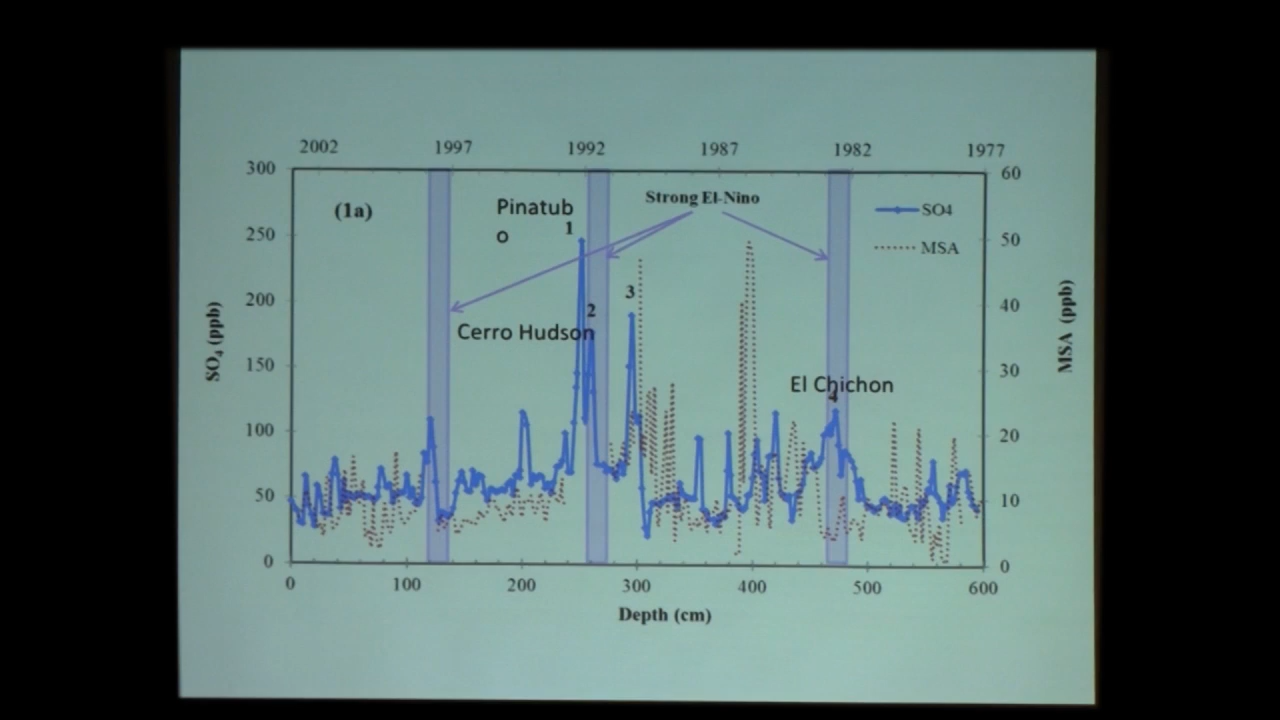 2002 1997 1992 1987 1982 1977
300 60
(1a)
Pinatub
o
Strong El-Nino
SO4
MSA
250 50
1
200 40
3
2
Cerro Hudson
150 30
El Chichon
4
100 20
50 10
0 0
SO4 (ppb)
MSA (ppb)
0 100 200 300 400 500 600
Depth (cm)